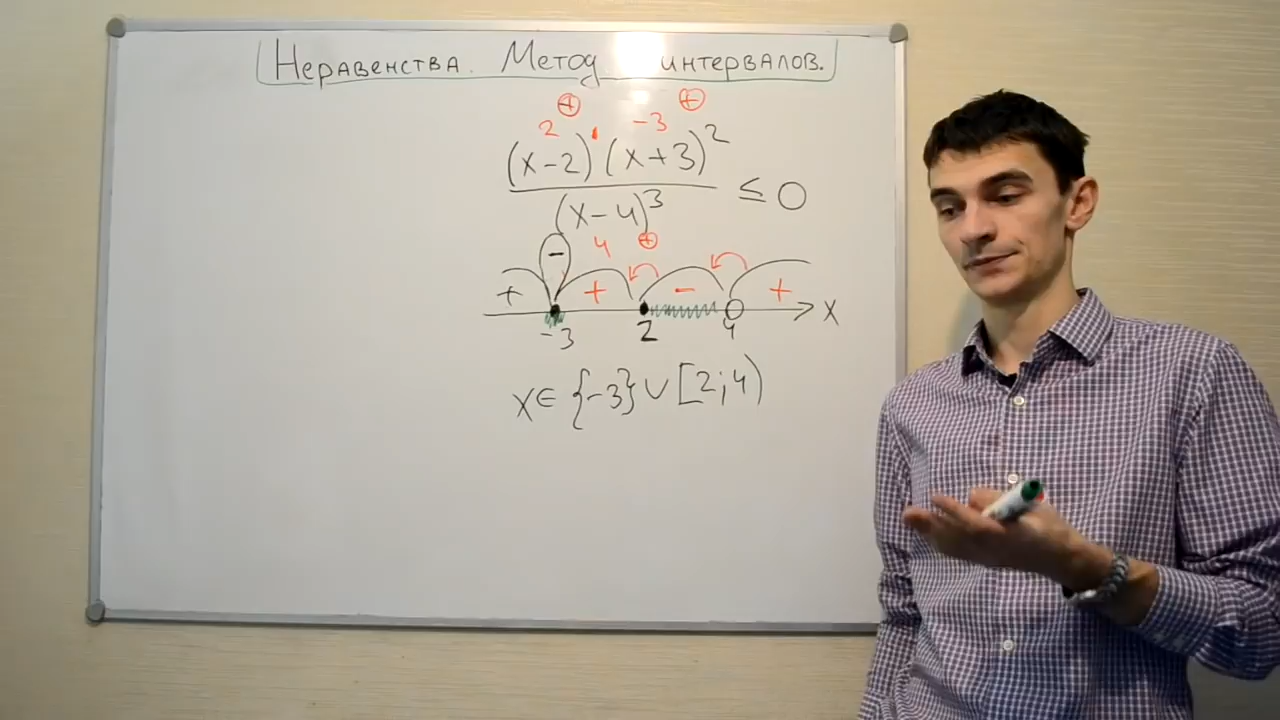 Неравенства. Метод интервалов.
⊕ ⊕
2 -3
(x-2)·(x+3)²
≤ 0
(x-4)³
4 ⊕
-
+ + - + x
-3 2 4
x∈{-3}∪[2;4)